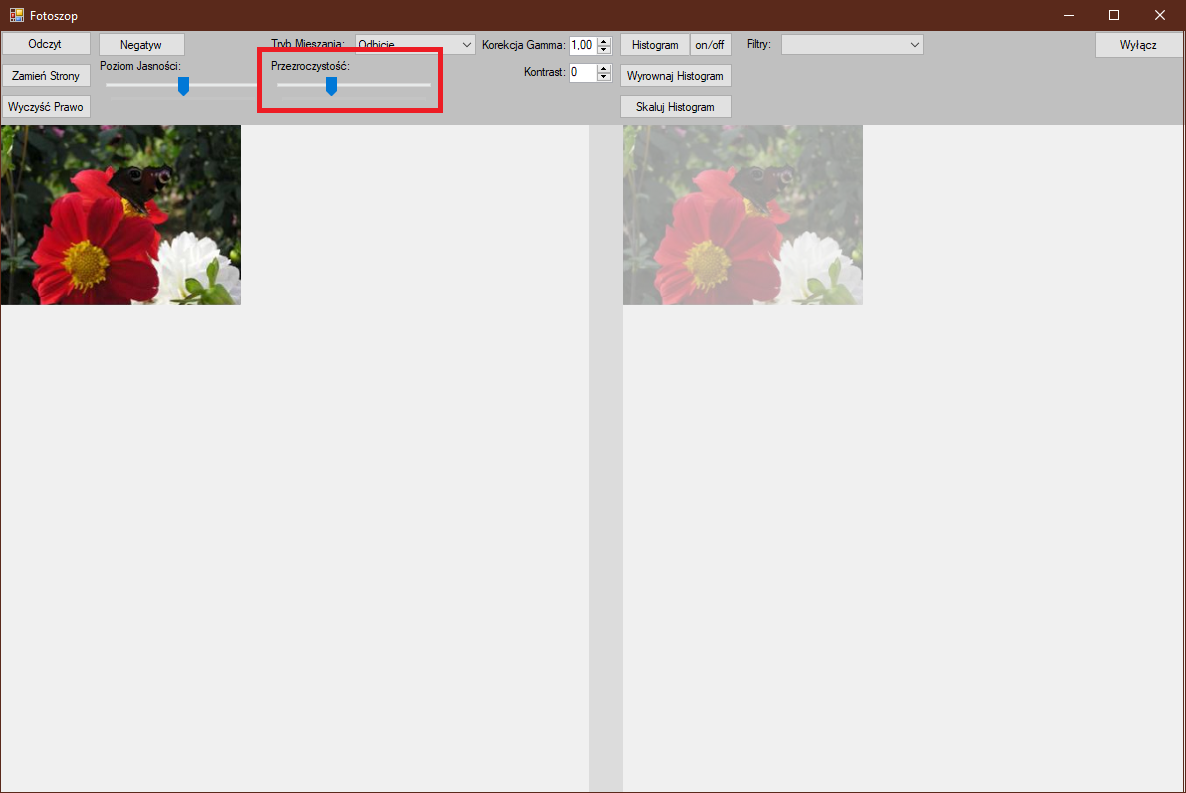 Fotoszop
Odczyt
Negatyw
Tryb Mieszania:
Odbicie
Korekcja Gamma:
1,00
Histogram
on/off
Filtry:
Wyłącz
Zamień Strony
Poziom Jasności:
Przezroczystość:
Kontrast:
0
Wyrownaj Histogram
Wyczyść Prawo
Skaluj Histogram